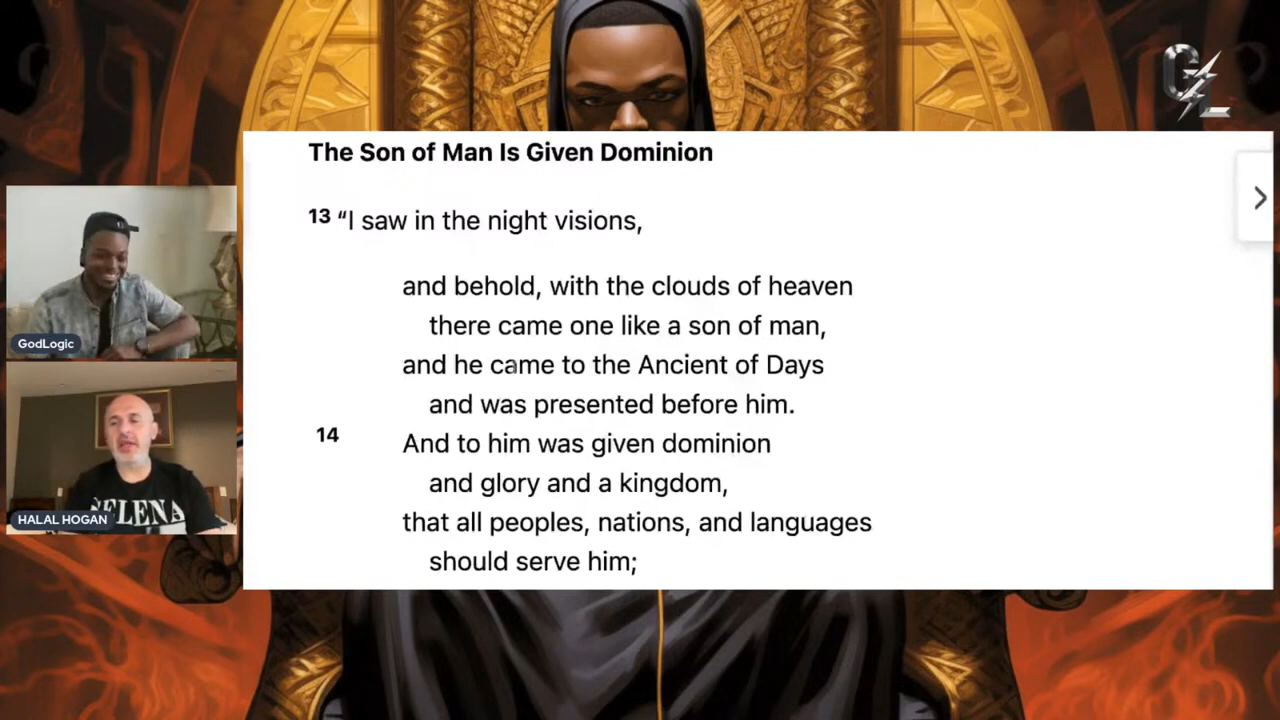 The Son of Man Is Given Dominion
13 “I saw in the night visions,
and behold, with the clouds of heaven
there came one like a son of man,
and he came to the Ancient of Days
and was presented before him.
14 And to him was given dominion
and glory and a kingdom,
that all peoples, nations, and languages
should serve him;
GodLogic
SELENA
HALAL HOGAN
GL